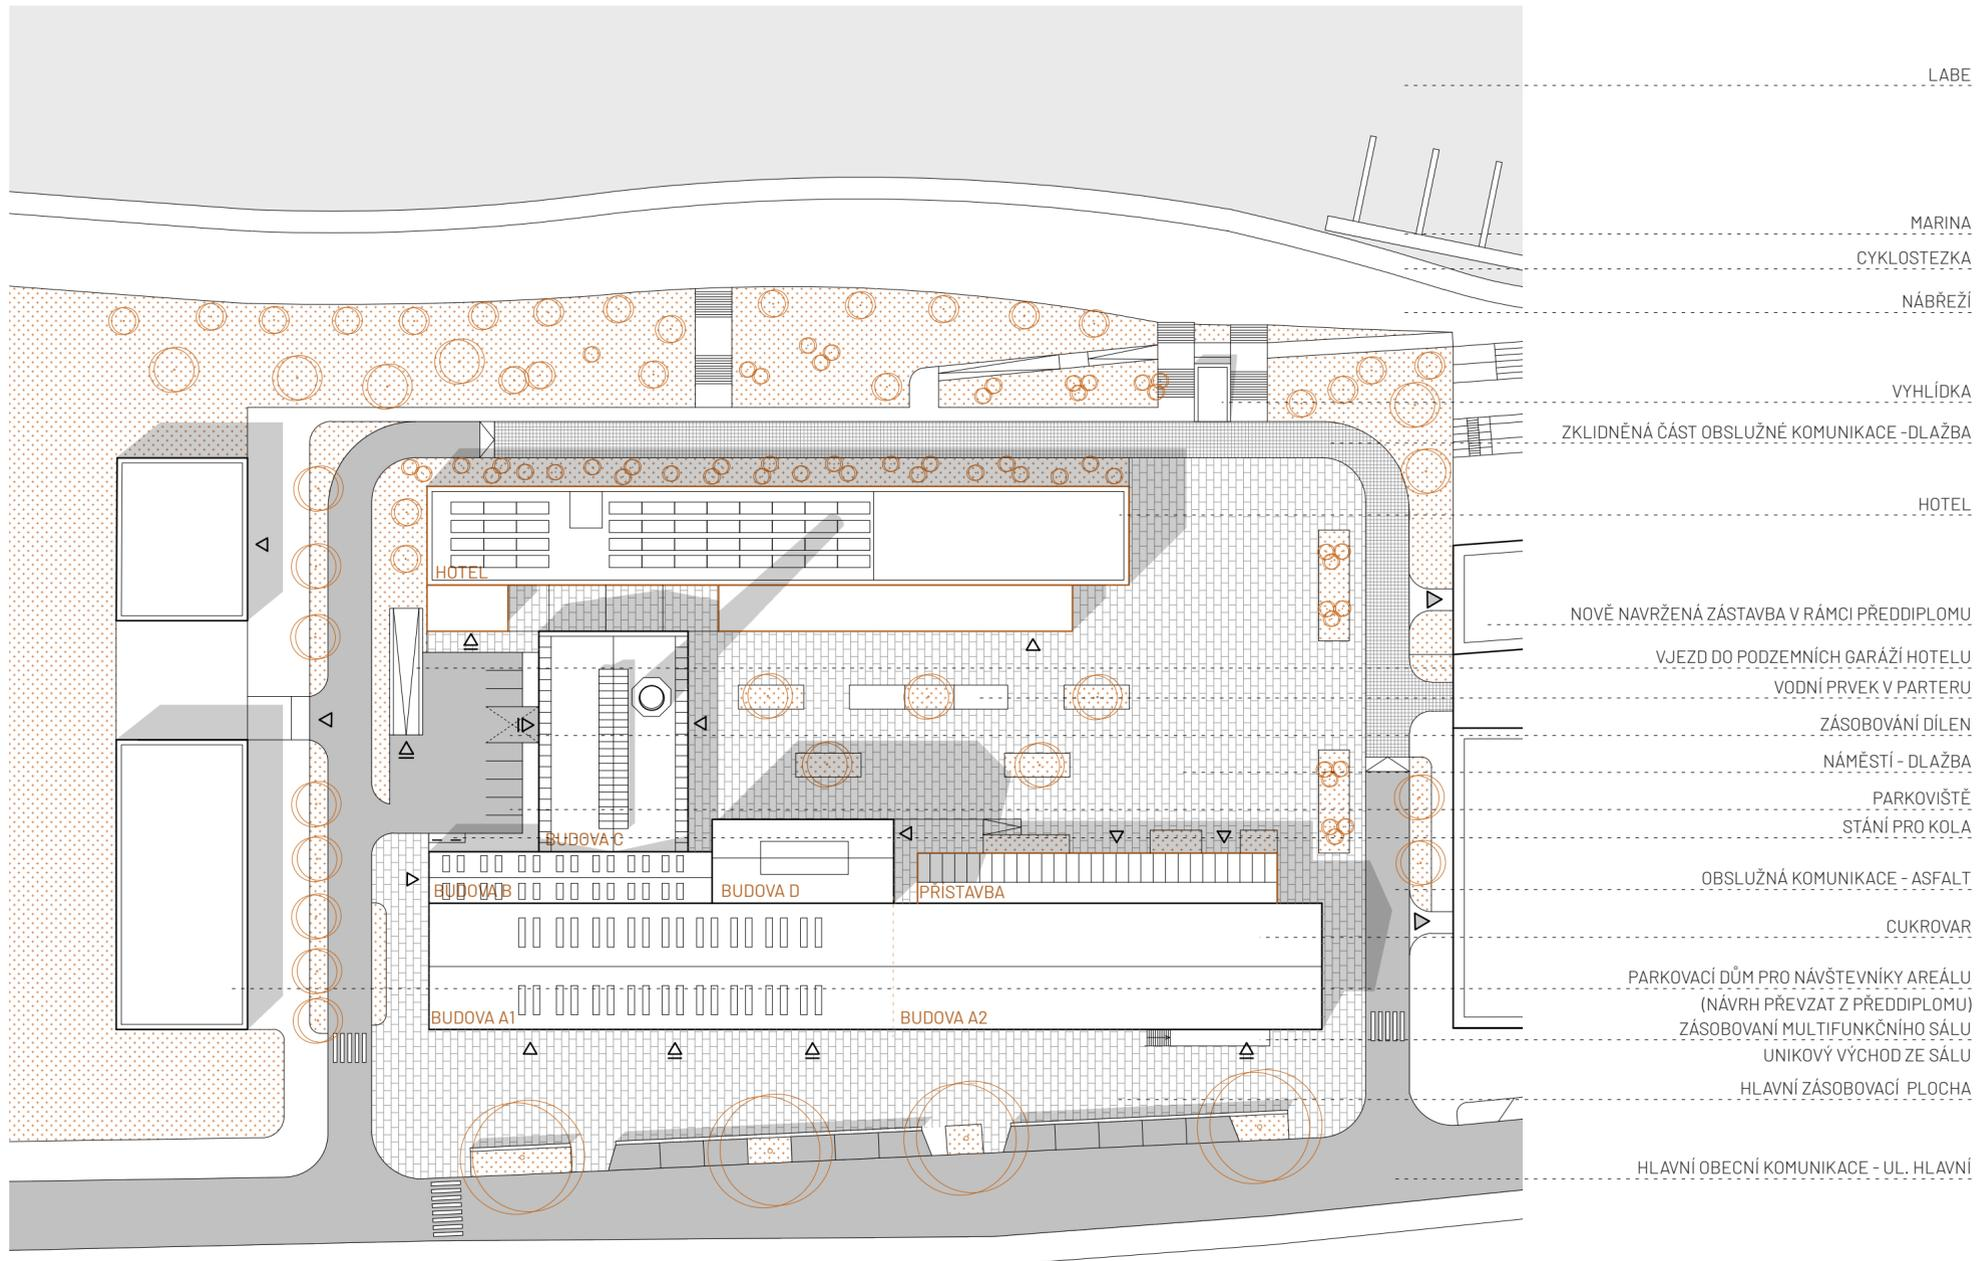 LABE
MARINA
CYKLOSTEZKA
NÁBŘEŽÍ
VYHLÍDKA
ZKLIDNĚNÁ ČÁST OBSLUŽNÉ KOMUNIKACE -DLAŽBA
HOTEL
HOTEL
NOVĚ NAVRŽENÁ ZÁSTAVBA V RÁMCI PŘEDDIPLOMU
VJEZD DO PODZEMNÍCH GARÁŽÍ HOTELU
VODNÍ PRVEK V PARTERU
ZÁSOBOVÁNÍ DÍLEN
NÁMĚSTÍ - DLAŽBA
PARKOVIŠTĚ
STÁNÍ PRO KOLA
BUDOVA C
OBSLUŽNÁ KOMUNIKACE - ASFALT
BUDOVA B
BUDOVA D
PŘÍSTAVBA
CUKROVAR
PARKOVACÍ DŮM PRO NÁVŠTEVNÍKY AREÁLU
(NÁVRH PŘEVZAT Z PŘEDDIPLOMU)
BUDOVA A1
BUDOVA A2
ZÁSOBOVANÍ MULTIFUNKČNÍHO SÁLU
UNIKOVÝ VÝCHOD ZE SÁLU
HLAVNÍ ZÁSOBOVACÍ PLOCHA
HLAVNÍ OBECNÍ KOMUNIKACE - UL. HLAVNÍ